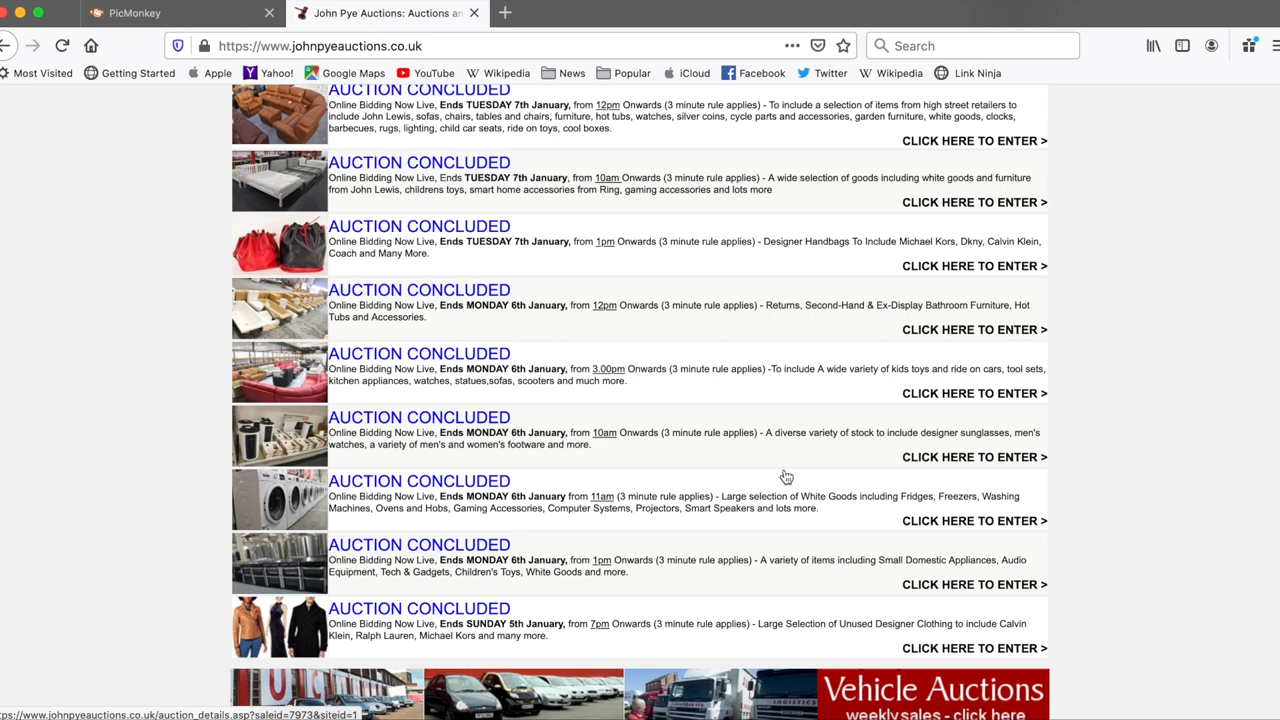 PicMonkey
John Pye Auctions: Auctions an
https://www.johnpyeauctions.co.uk
Search
Most Visited Getting Started Apple Yahoo! Google Maps YouTube Wikipedia News Popular iCloud Facebook Twitter Wikipedia Link Ninja
AUCTION CONCLUDED
Online Bidding Now Live, Ends TUESDAY 7th January, from 12pm Onwards (3 minute rule applies) - To include a selection of items from high street retailers to
include John Lewis, sofas, chairs, tables and chairs, furniture, hot tubs, watches, silver coins, cycle parts and accessories, garden furniture, white goods, clocks,
barbecues, rugs, lighting, child car seats, ride on toys, cool boxes.
CLICK HERE TO ENTER >
AUCTION CONCLUDED
Online Bidding Now Live, Ends TUESDAY 7th January, from 10am Onwards (3 minute rule applies) - A wide selection of goods including white goods and furniture
from John Lewis, childrens toys, smart home accessories from Ring, gaming accessories and lots more
CLICK HERE TO ENTER >
AUCTION CONCLUDED
Online Bidding Now Live, Ends TUESDAY 7th January, from 1pm Onwards (3 minute rule applies) - Designer Handbags To Include Michael Kors, Dkny, Calvin Klein,
Coach and Many More.
CLICK HERE TO ENTER >
AUCTION CONCLUDED
Online Bidding Now Live, Ends MONDAY 6th January, from 12pm Onwards (3 minute rule applies) - Returns, Second-Hand & Ex-Display Bathroom Furniture, Hot
Tubs and Accessories.
CLICK HERE TO ENTER >
AUCTION CONCLUDED
Online Bidding Now Live, Ends MONDAY 6th January, from 3.00pm Onwards (3 minute rule applies) -To include A wide variety of kids toys and ride on cars, tool sets,
kitchen appliances, watches, statues,sofas, scooters and much more.
CLICK HERE TO ENTER >
AUCTION CONCLUDED
Online Bidding Now Live, Ends MONDAY 6th January, from 10am Onwards (3 minute rule applies) - A diverse variety of stock to include designer sunglasses, men's
watches, a variety of men's and women's footware and more.
CLICK HERE TO ENTER >
AUCTION CONCLUDED
Online Bidding Now Live, Ends MONDAY 6th January from 11am (3 minute rule applies) - Large selection of White Goods including Fridges, Freezers, Washing
Machines, Ovens and Hobs, Gaming Accessories, Computer Systems, Projectors, Smart Speakers and lots more.
CLICK HERE TO ENTER >
AUCTION CONCLUDED
Online Bidding Now Live, Ends MONDAY 6th January, from 1pm Onwards (3 minute rule applies) - A variety of items including Small Domestic Appliances, Audio
Equipment, Tech & Gadgets, Children's Toys, White Goods and more.
CLICK HERE TO ENTER >
AUCTION CONCLUDED
Online Bidding Now Live, Ends SUNDAY 5th January, from 7pm Onwards (3 minute rule applies) - Large Selection of Unused Designer Clothing to include Calvin
Klein, Ralph Lauren, Michael Kors and many more.
CLICK HERE TO ENTER >
Vehicle Auctions
weekly sales - click here
ps://www.johnpyeauctions.co.uk/auction_details.asp?saleid=7973&siteid=1